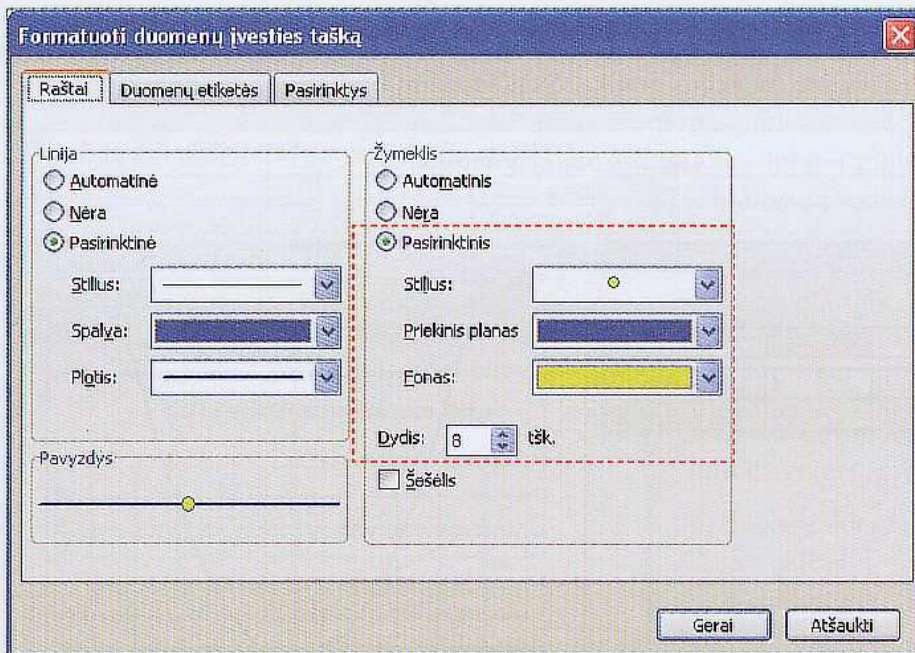 Formatuoti duomenų įvesties tašką
Raštai
Duomenų etiketės
Pasirinktys
Linija
Automatinė
Nėra
Pasirinktinė
Stilius:
Spalva:
Plotis:
Pavyzdys
Žymeklis
Automatinis
Nėra
Pasirinktinis
Stilius:
Priekinis planas
Fonas:
Dydis: 8 tšk.
Šešėlis
Gerai
Atšaukti